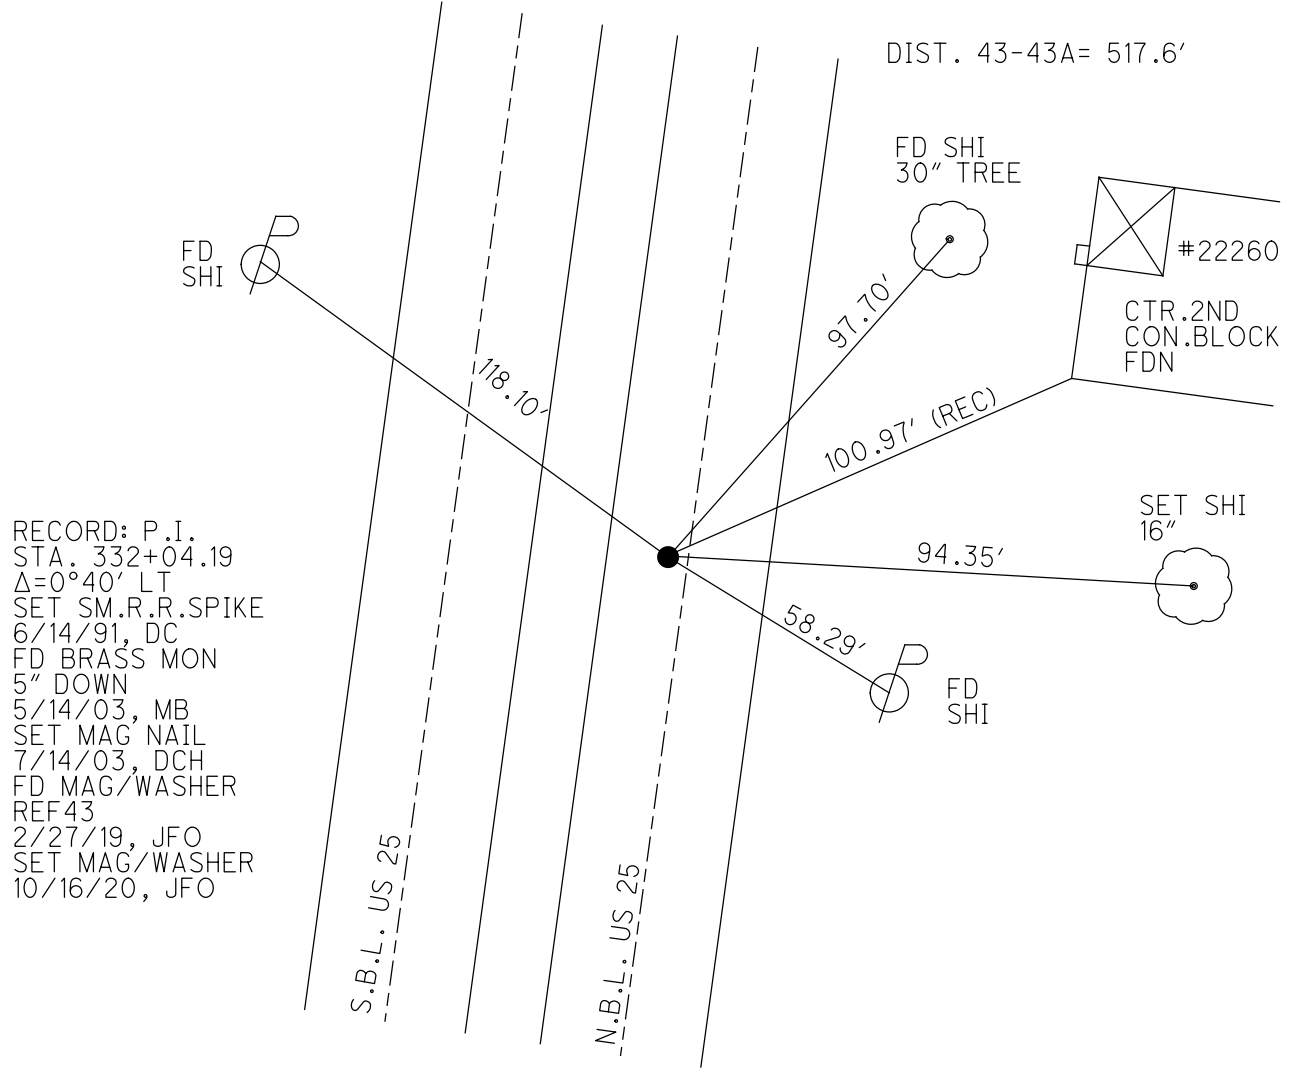 DIST. 43-43A= 517.6'
FD SHI
30" TREE
FD
SHI
#22260
CTR.2ND
CON.BLOCK
FDN
97.70'
118.10'
100.97' (REC)
SET SHI
16"
94.35'
58.29'
FD
SHI
RECORD: P.I.
STA. 332+04.19
Δ=0°40' LT
SET SM.R.R.SPIKE
6/14/91, DC
FD BRASS MON
5" DOWN
5/14/03, MB
SET MAG NAIL
7/14/03, DCH
FD MAG/WASHER
REF43
2/27/19, JFO
SET MAG/WASHER
10/16/20, JFO
S.B.L. US 25
N.B.L. US 25